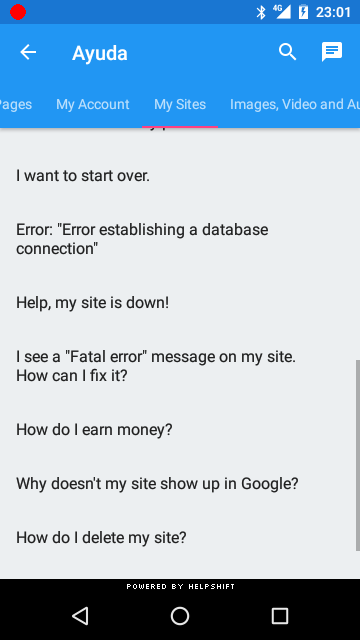 4G 23:01
Ayuda
Pages My Account My Sites Images, Video and Au
I want to start over.
Error: "Error establishing a database
connection"
Help, my site is down!
I see a "Fatal error" message on my site.
How can I fix it?
How do I earn money?
Why doesn't my site show up in Google?
How do I delete my site?
POWERED BY HELPSHIFT